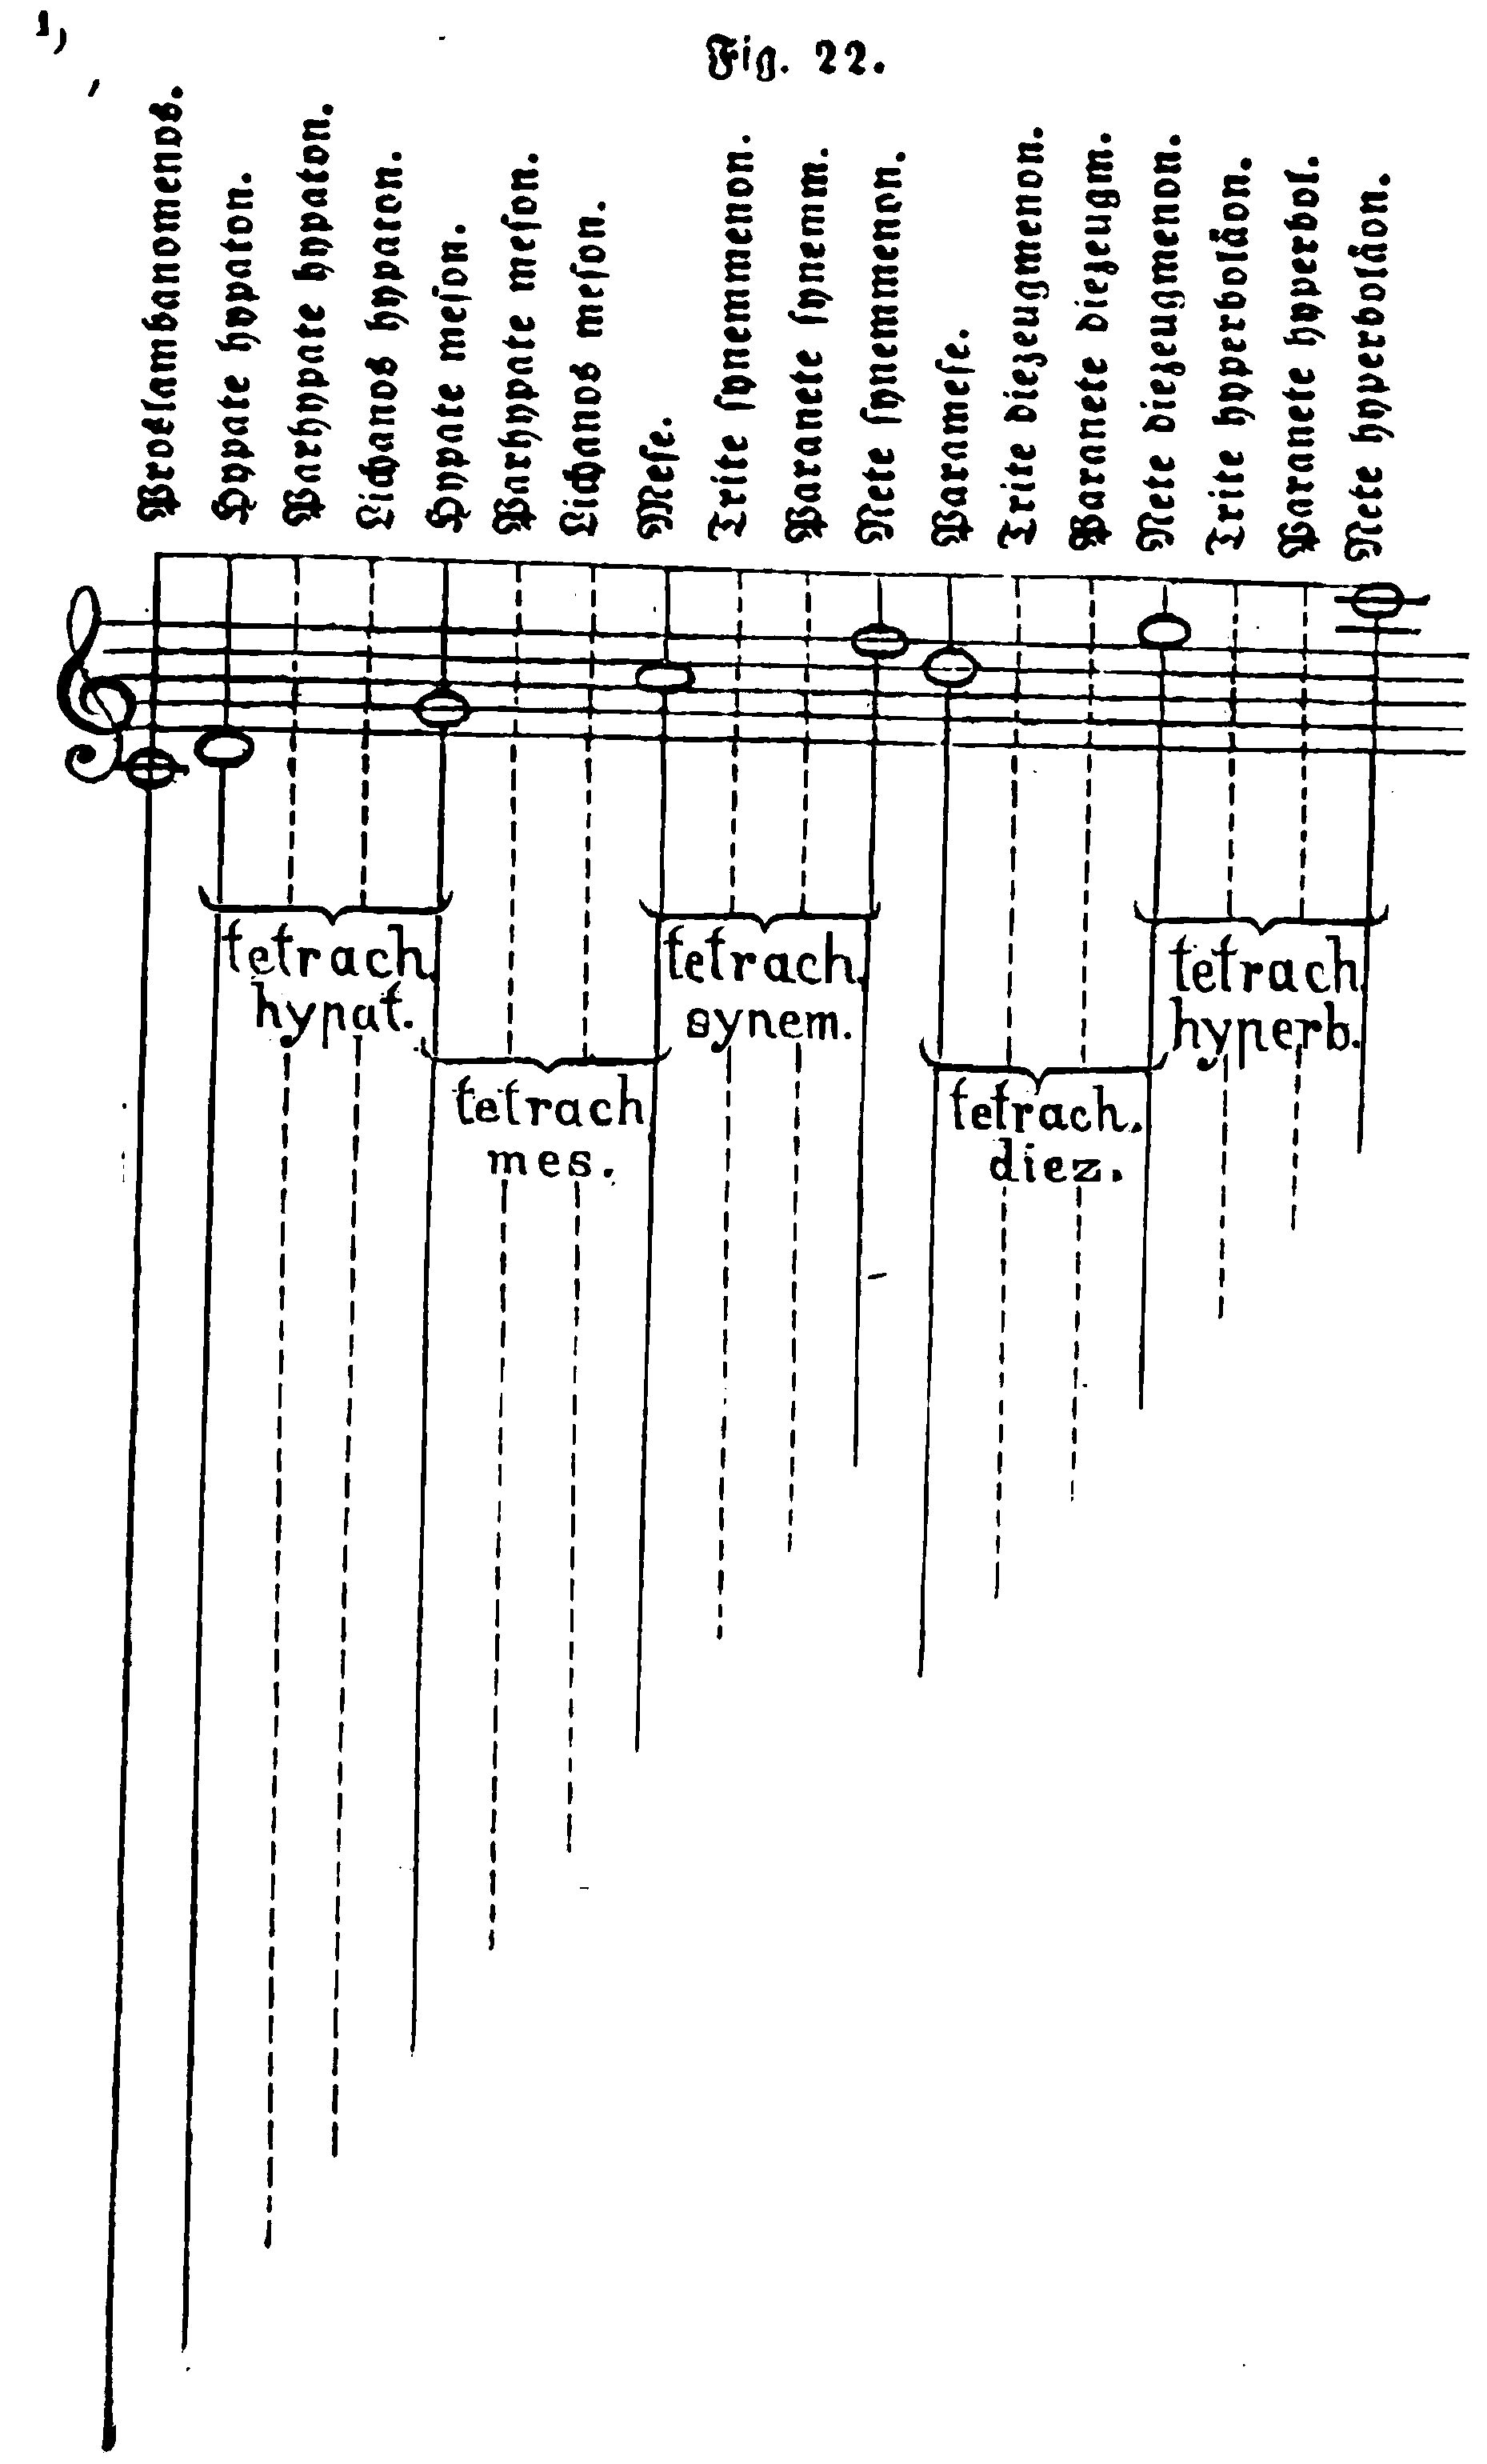 Fig. 22.
Proslambanomenos.
Hypate hypaton.
Parhypate hypaton.
Lichanos hypaton.
Hypate meson.
Parhypate meson.
Lichanos meson.
Mese.
Trite synemmenon.
Paranete synemm.
Nete synemmenon.
Paramese.
Trite diezeugmenon.
Paranete diezeugm.
Nete diezeugmenon.
Trite hyperboläon.
Paranete hyperbol.
Nete hyperboläon.
tetrach.
hypat.
tetrach
mes.
tetrach.
synem.
tetrach.
diez.
tetrach.
hyperb.